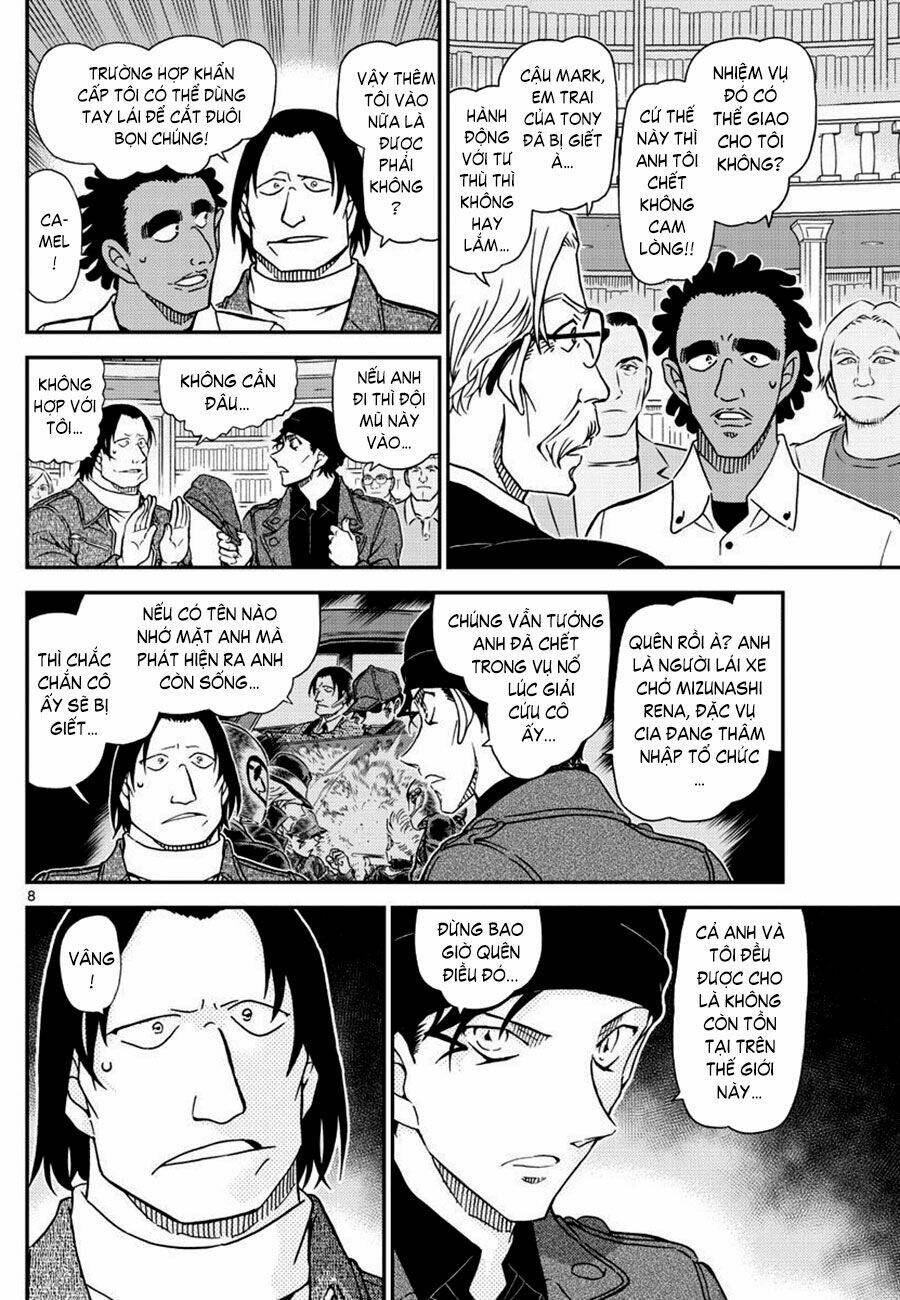 NHIỆM VỤ
ĐÓ CÓ
THỂ GIAO
CHO TÔI
KHÔNG?
CỨ THẾ
NÀY THÌ
ANH TÔI
CHẾT
KHÔNG
CAM
LÒNG!!
CẬU MARK,
EM TRAI
CỦA TONY
ĐÃ BỊ GIẾT
À...
HÀNH
ĐỘNG
VỚI TƯ
THÙ THÌ
KHÔNG
HAY
LẮM...
VẬY THÊM
TÔI VÀO
NỮA LÀ
ĐƯỢC
PHẢI
KHÔNG
?
TRƯỜNG HỢP KHẨN
CẤP TÔI CÓ THỂ DÙNG
TAY LÁI ĐỂ CẮT ĐUÔI
BỌN CHÚNG!
CA-
MEL
!
NẾU ANH
ĐI THÌ ĐỘI
MŨ NÀY
VÀO...
KHÔNG CẦN
ĐÂU...
KHÔNG
HỢP VỚI
TÔI...
QUÊN RỒI À? ANH
LÀ NGƯỜI LÁI XE
CHỞ MIZUNASHI
RENA, ĐẶC VỤ
CIA ĐANG THÂM
NHẬP TỔ CHỨC
...
CHÚNG VẪN TƯỞNG
ANH ĐÃ CHẾT
TRONG VỤ NỔ
LÚC GIẢI
CỨU CÔ
ẤY...
NẾU CÓ TÊN NÀO
NHỚ MẶT ANH MÀ
PHÁT HIỆN RA ANH
CÒN SỐNG...
THÌ CHẮC
CHẮN CÔ
ẤY SẼ BỊ
GIẾT...
8
CẢ ANH VÀ
TÔI ĐỀU
ĐƯỢC CHO
LÀ KHÔNG
CÒN TỒN
TẠI TRÊN
THẾ GIỚI
NÀY...
ĐỪNG BAO
GIỜ QUÊN
ĐIỀU ĐÓ...
VÂNG
!